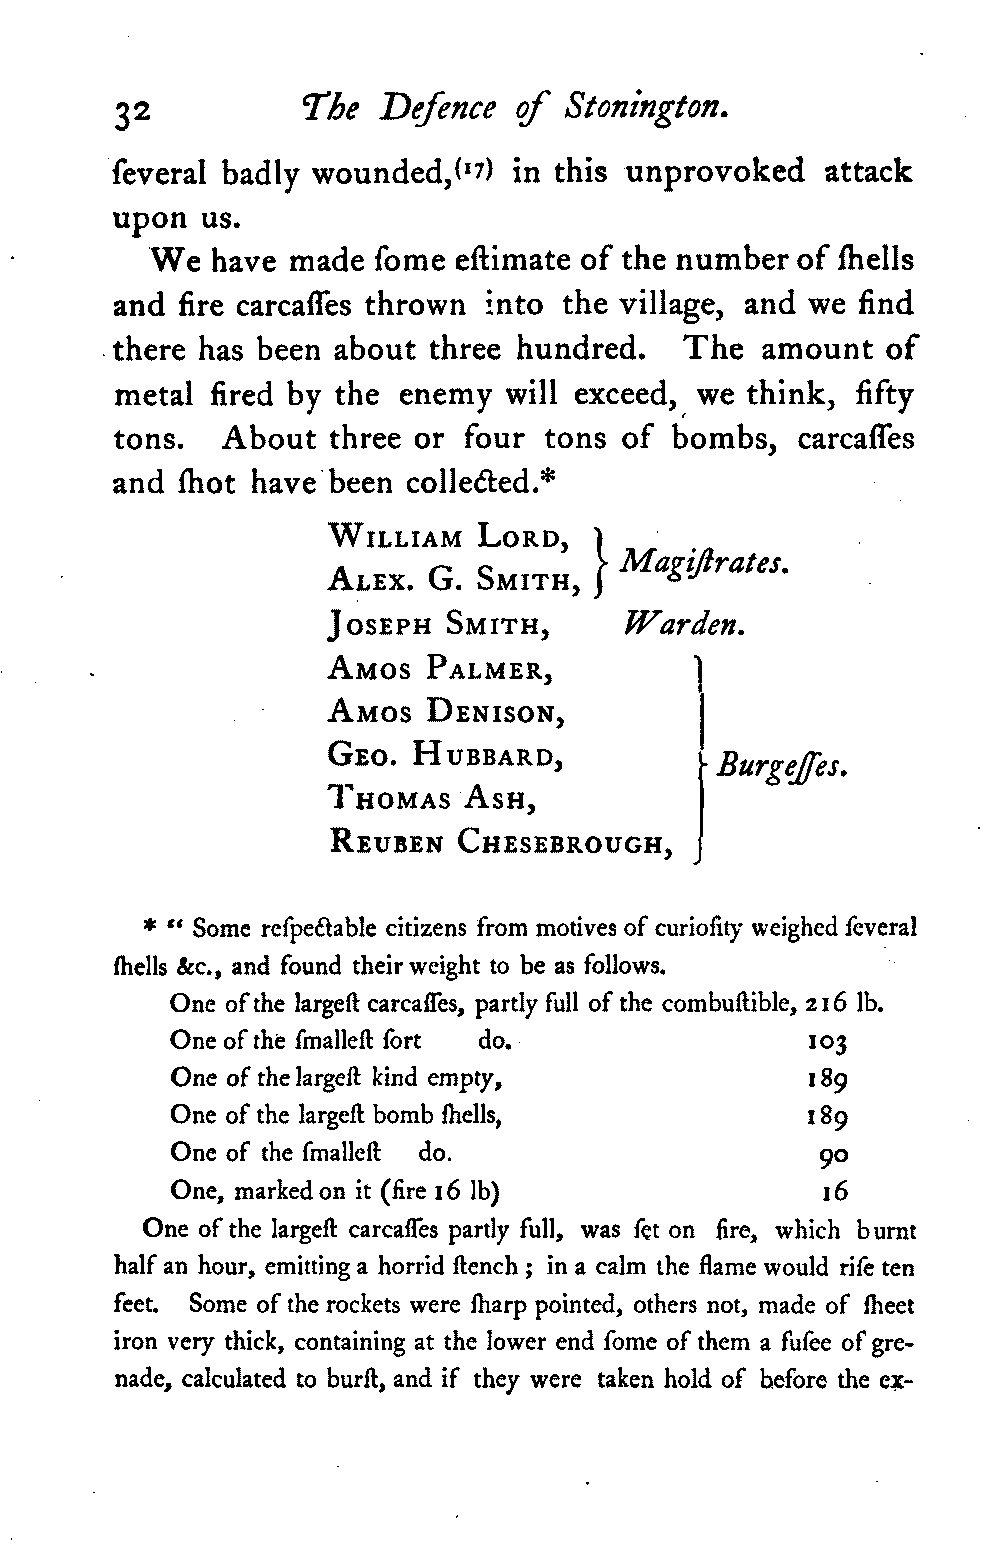 32 The Defence of Stonington.
ſeveral badly wounded,(17) in this unprovoked attack
upon us.
We have made ſome eſtimate of the number of ſhells
and fire carcaſſes thrown into the village, and we find
there has been about three hundred. The amount of
metal fired by the enemy will exceed, we think, fifty
tons. About three or four tons of bombs, carcaſſes
and ſhot have been collected.*
William Lord,
Alex. G. Smith, } Magiſtrates.
Joseph Smith, Warden.
Amos Palmer,
Amos Denison,
Geo. Hubbard,
Thomas Ash,
Reuben Chesebrough, } Burgeſſes.
* “ Some reſpectable citizens from motives of curioſity weighed ſeveral
ſhells &c., and found their weight to be as follows.
One of the largeſt carcaſſes, partly full of the combuſtible, 216 lb.
One of the ſmalleſt ſort do. 103
One of the largeſt kind empty, 189
One of the largeſt bomb ſhells, 189
One of the ſmalleſt do. 90
One, marked on it (fire 16 lb) 16
One of the largeſt carcaſſes partly full, was ſet on fire, which burnt
half an hour, emitting a horrid ſtench ; in a calm the flame would riſe ten
feet. Some of the rockets were ſharp pointed, others not, made of ſheet
iron very thick, containing at the lower end ſome of them a fuſee of gre-
nade, calculated to burſt, and if they were taken hold of before the ex-